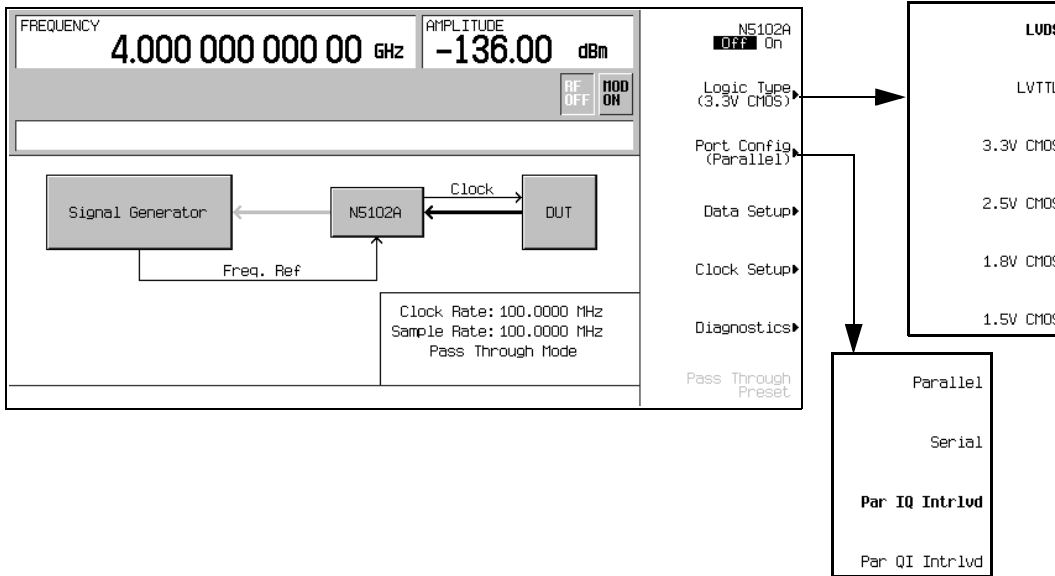 FREQUENCY
4.000 000 000 00 GHz
AMPLITUDE
-136.00 dBm
RF
OFF
MOD
ON
Signal Generator
N5102A
Clock
DUT
Freq. Ref
Clock Rate: 100.0000 MHz
Sample Rate: 100.0000 MHz
Pass Through Mode
N5102A
Off On
Logic Type
(3.3V CMOS)
Port Config
(Parallel)
Data Setup
Clock Setup
Diagnostics
Pass Through
Preset
LVDS
LVTTL
3.3V CMOS
2.5V CMOS
1.8V CMOS
1.5V CMOS
Parallel
Serial
Par IQ Intrlvd
Par QI Intrlvd